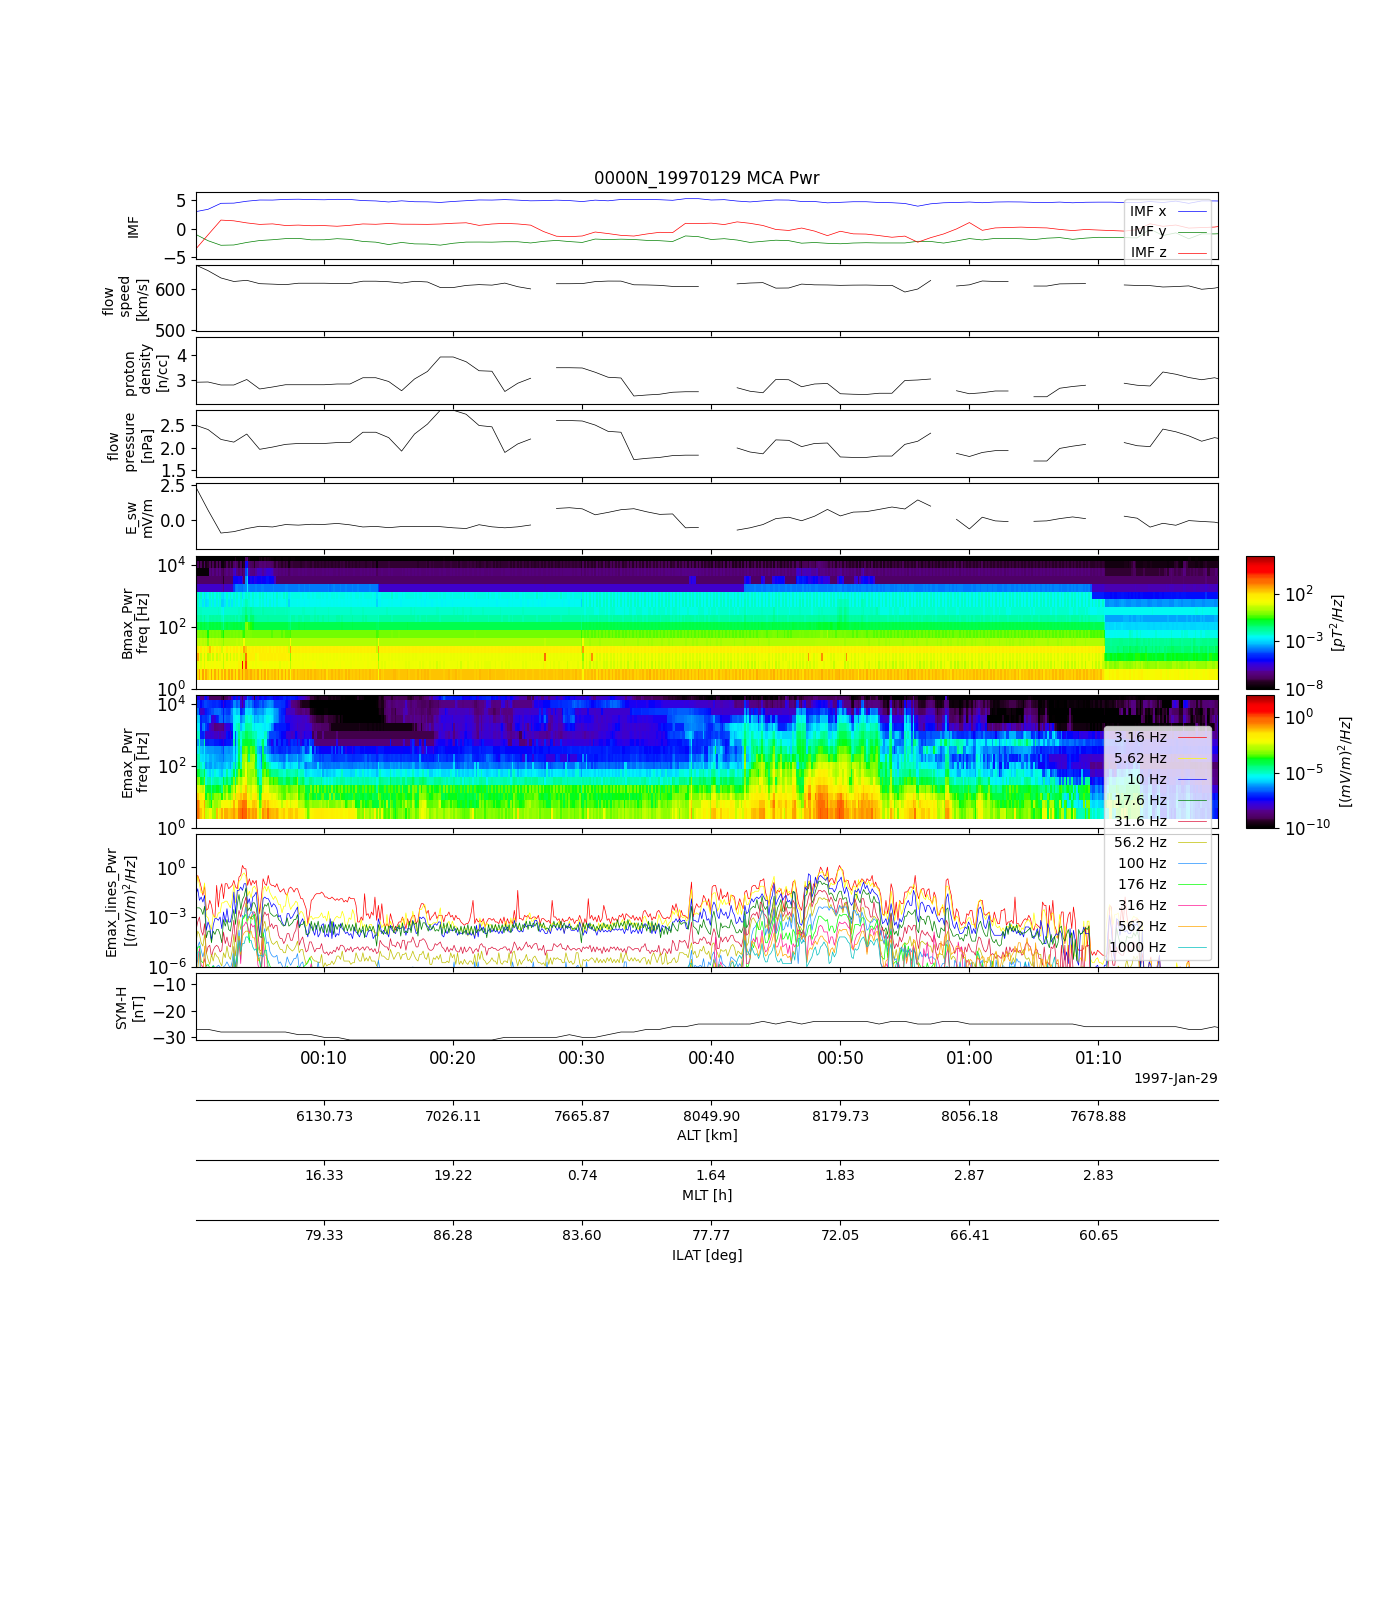 0000N_19970129 MCA Pwr
5
0
−5
IMF
IMF x
IMF y
IMF z
600
500
flow
speed
[km/s]
4
3
proton
density
[n/cc]
2.5
2.0
1.5
flow
pressure
[nPa]
2.5
0.0
E_sw
mV/m
10^4
10^2
10^0
Bmax_Pwr
freq [Hz]
10^2
10^−3
10^−8
[pT^2/Hz]
10^4
10^2
10^0
Emax_Pwr
freq [Hz]
10^0
10^−5
10^−10
[(mV/m)^2/Hz]
3.16 Hz
5.62 Hz
10 Hz
17.6 Hz
31.6 Hz
56.2 Hz
100 Hz
176 Hz
316 Hz
562 Hz
1000 Hz
10^0
10^−3
10^−6
Emax_lines_Pwr
[(mV/m)^2/Hz]
−10
−20
−30
SYM-H
[nT]
00:10 00:20 00:30 00:40 00:50 01:00 01:10
1997-Jan-29
6130.73 7026.11 7665.87 8049.90 8179.73 8056.18 7678.88
ALT [km]
16.33 19.22 0.74 1.64 1.83 2.87 2.83
MLT [h]
79.33 86.28 83.60 77.77 72.05 66.41 60.65
ILAT [deg]